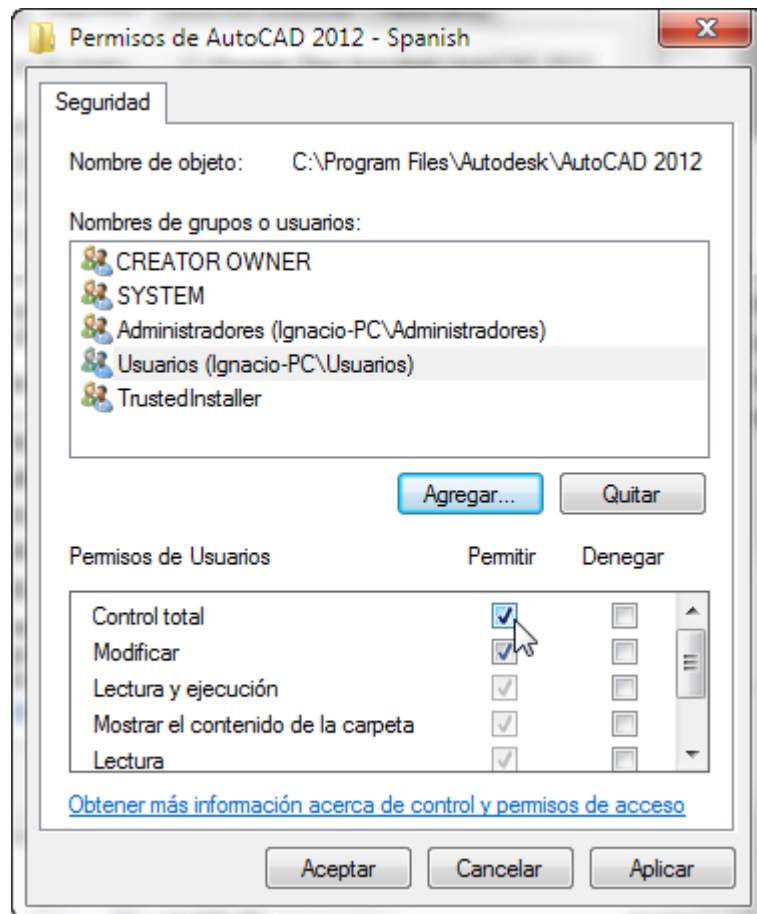 Permisos de AutoCAD 2012 - Spanish
Seguridad
Nombre de objeto: C:\Program Files\Autodesk\AutoCAD 2012
Nombres de grupos o usuarios:
CREATOR OWNER
SYSTEM
Administradores (Ignacio-PC\Administradores)
Usuarios (Ignacio-PC\Usuarios)
TrustedInstaller
Agregar... Quitar
Permisos de Usuarios Permitir Denegar
Control total
Modificar
Lectura y ejecución
Mostrar el contenido de la carpeta
Lectura
Obtener más información acerca de control y permisos de acceso
Aceptar Cancelar Aplicar